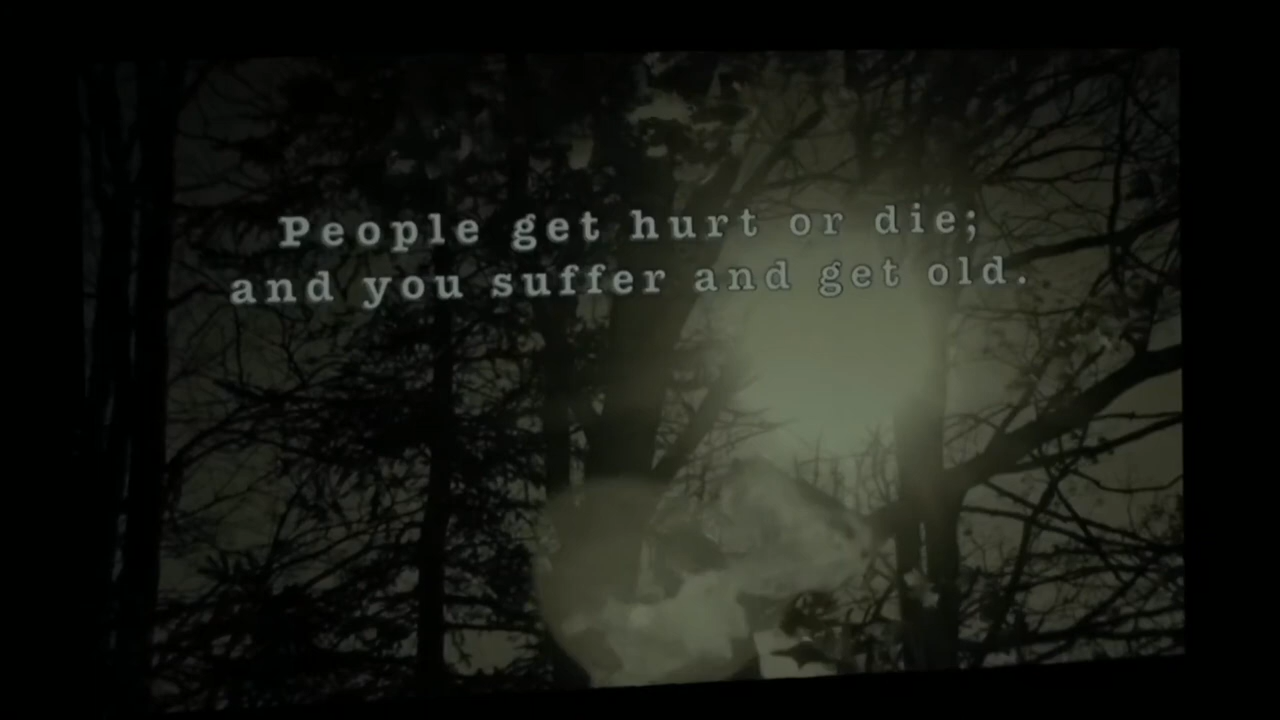 People get hurt or die;
and you suffer and get old.